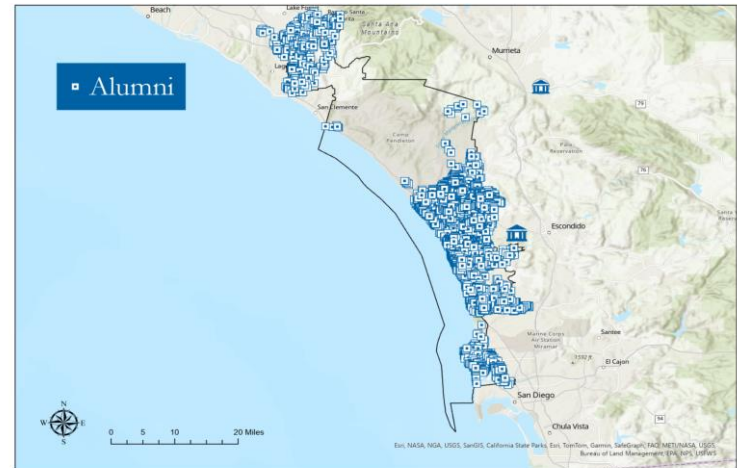 Beach
Lake Forest
Santa Ana
Mountains
Murrieta
Alumni
San Clemente
Camp
Pendleton
76
Escondido
Marine Corps
Air Station
Miramar
Santee
El Cajon
San Diego
Chula Vista
94
N
W
E
S
0 5 10 20 Miles
Esri, NASA, NGA, USGS, SanGIS, California State Parks, Esri, TomTom, Garmin, SafeGraph, FAO, METI/NASA, USGS,
Bureau of Land Management, EPA, NPS, USFWS